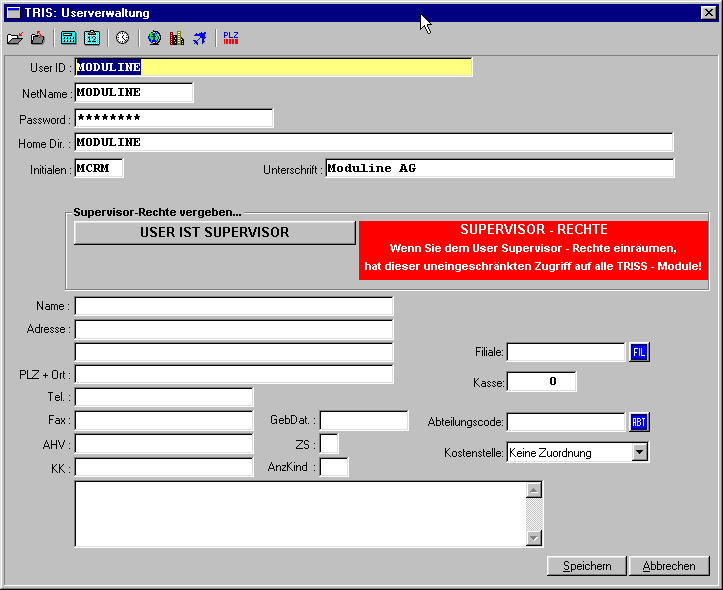 TRIS: Userverwaltung
12
PLZ
User ID : MODULINE
NetName : MODULINE
Password : ********
Home Dir. : MODULINE
Initialen : MCRM Unterschrift : Moduline AG
Supervisor-Rechte vergeben...
USER IST SUPERVISOR
SUPERVISOR - RECHTE
Wenn Sie dem User Supervisor - Rechte einräumen,
hat dieser uneingeschränkten Zugriff auf alle TRISS - Module!
Name :
Adresse :
Filiale: FIL
PLZ + Ort :
Kasse: 0
Tel. :
Fax : GebDat. : Abteilungscode: ABT
AHV : ZS :
Kostenstelle: Keine Zuordnung
KK : AnzKind :
Speichern Abbrechen